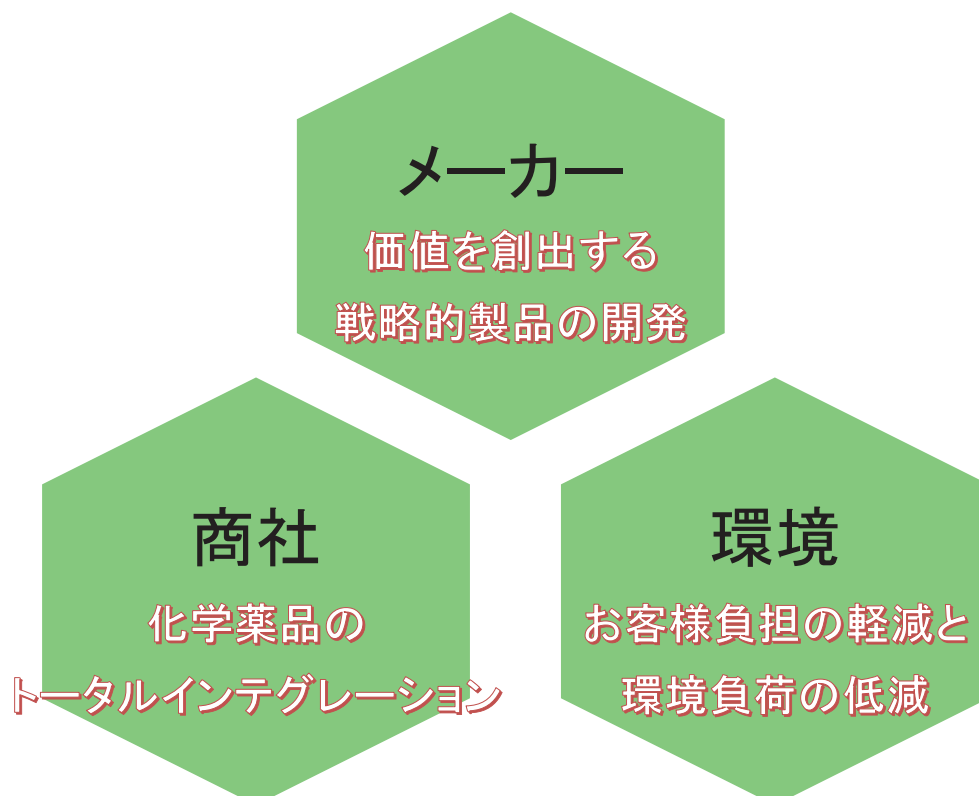 メーカー
価値を創出する
戦略的製品の開発
商社
化学薬品の
トータルインテグレーション
環境
お客様負担の軽減と
環境負荷の低減